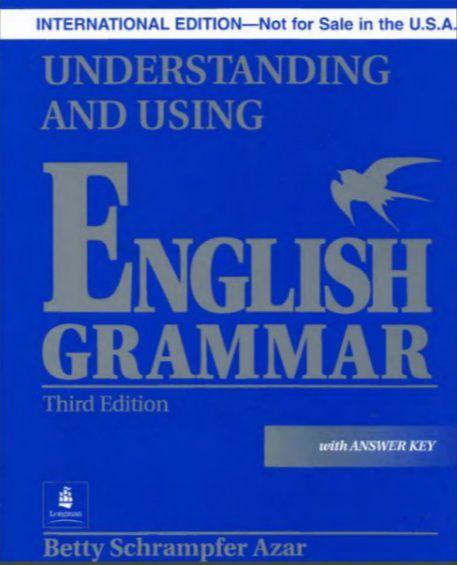 INTERNATIONAL EDITION—Not for Sale in the U.S.A.
UNDERSTANDING
AND USING
ENGLISH
GRAMMAR
Third Edition
with ANSWER KEY
Longman
Betty Schrampfer Azar